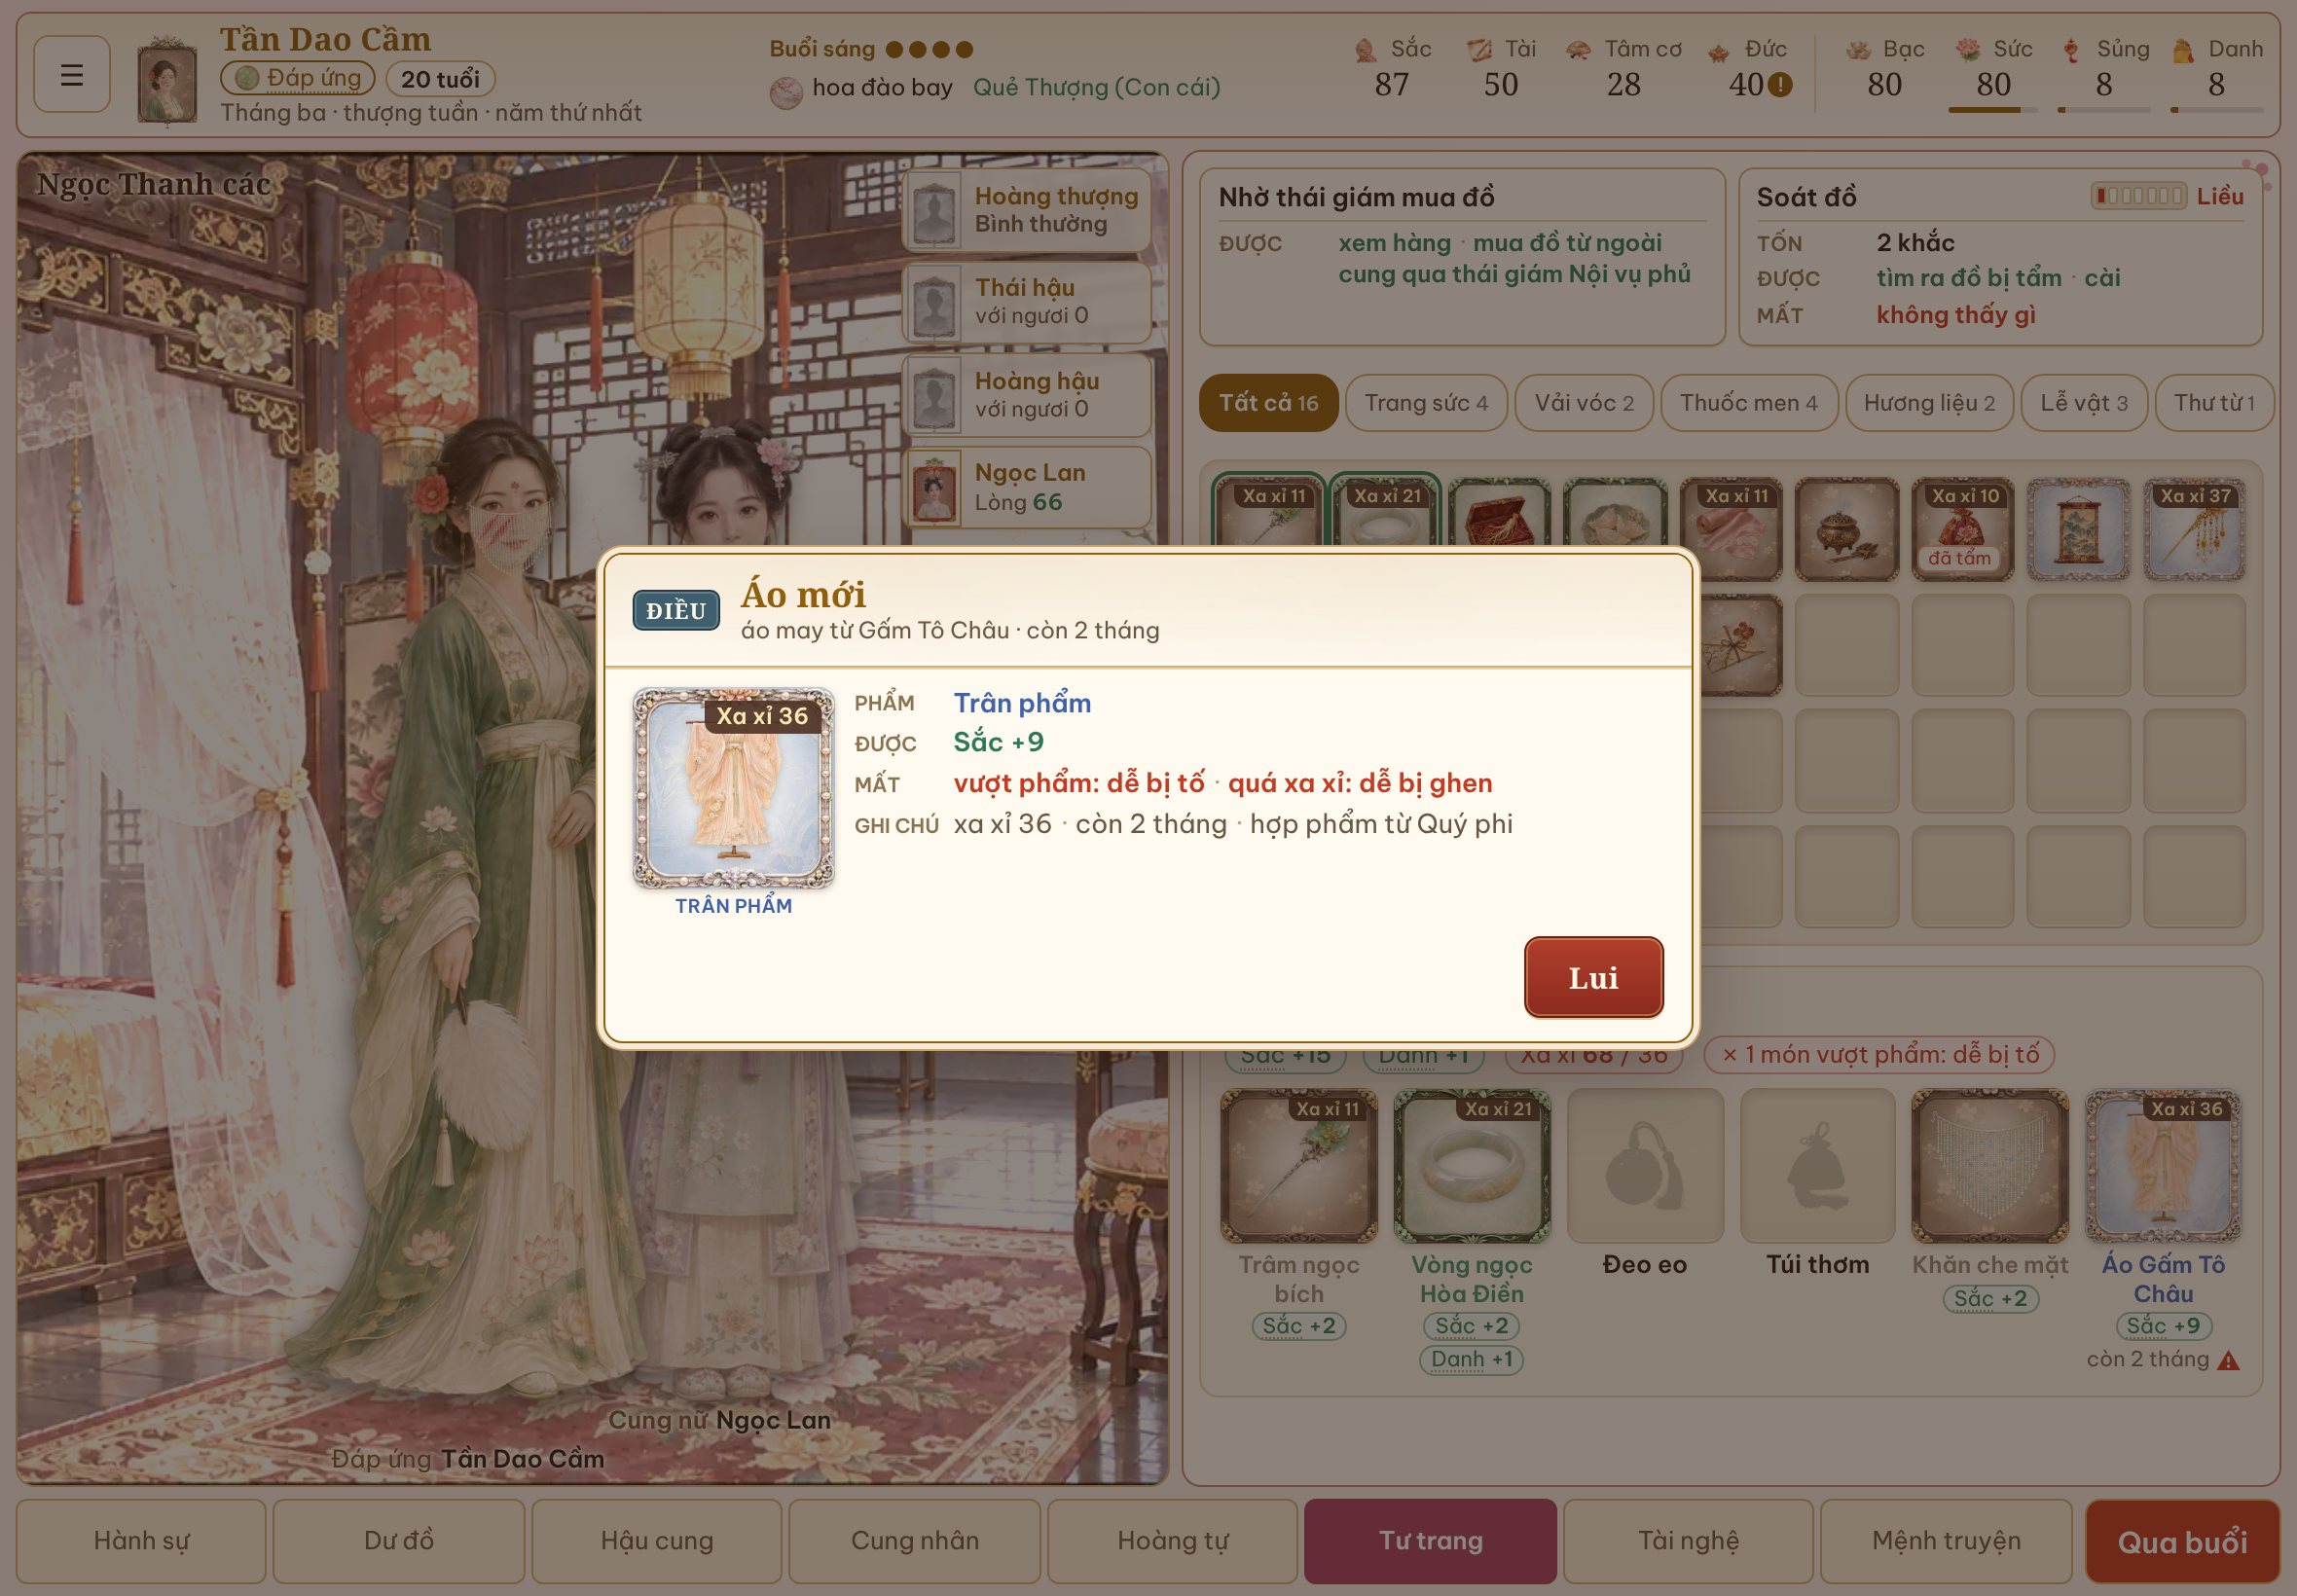 ☰
Tần Dao Cầm
Đáp ứng
20 tuổi
Tháng ba · thượng tuần · năm thứ nhất
Buổi sáng
hoa đào bay
Quẻ Thượng (Con cái)
Sắc
87
Tài
50
Tâm cơ
28
Đức
40 !
Bạc
80
Sức
80
Sủng
8
Danh
8
Ngọc Thanh các
Hoàng thượng
Bình thường
Thái hậu
với ngươi 0
Hoàng hậu
với ngươi 0
Ngọc Lan
Lòng 66
Cung nữ Ngọc Lan
Đáp ứng Tần Dao Cầm
Nhờ thái giám mua đồ
ĐƯỢC xem hàng · mua đồ từ ngoài
cung qua thái giám Nội vụ phủ
Soát đồ
Liều
TỐN 2 khắc
ĐƯỢC tìm ra đồ bị tẩm · cài
MẤT không thấy gì
Tất cả 16
Trang sức 4
Vải vóc 2
Thuốc men 4
Hương liệu 2
Lễ vật 3
Thư từ 1
Xa xỉ 11
Xa xỉ 21
Xa xỉ 11
Xa xỉ 10
đã tẩm
Xa xỉ 37
ĐIỀU
Áo mới
áo may từ Gấm Tô Châu · còn 2 tháng
Xa xỉ 36
TRÂN PHẨM
PHẨM Trân phẩm
ĐƯỢC Sắc +9
MẤT vượt phẩm: dễ bị tố · quá xa xỉ: dễ bị ghen
GHI CHÚ xa xỉ 36 · còn 2 tháng · hợp phẩm từ Quý phi
Lui
Sắc +15
Danh +1
Xa xỉ 68 / 36
× 1 món vượt phẩm: dễ bị tố
Xa xỉ 11
Trâm ngọc
bích
Sắc +2
Xa xỉ 21
Vòng ngọc
Hòa Điền
Sắc +2
Danh +1
Đeo eo
Túi thơm
Khăn che mặt
Sắc +2
Xa xỉ 36
Áo Gấm Tô
Châu
Sắc +9
còn 2 tháng
Hành sự
Dư đồ
Hậu cung
Cung nhân
Hoàng tự
Tư trang
Tài nghệ
Mệnh truyện
Qua buổi